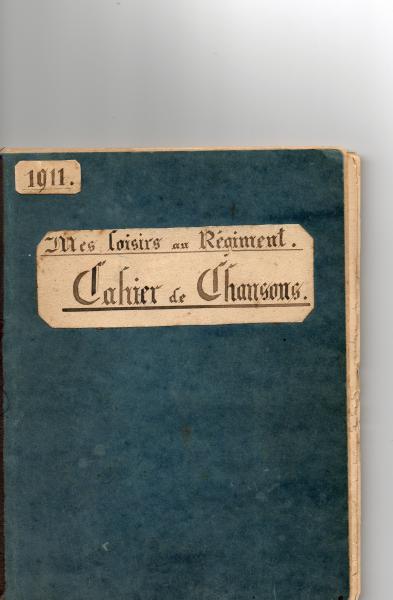 1911.
Mes loisirs au Régiment.
Cahier de Chansons.